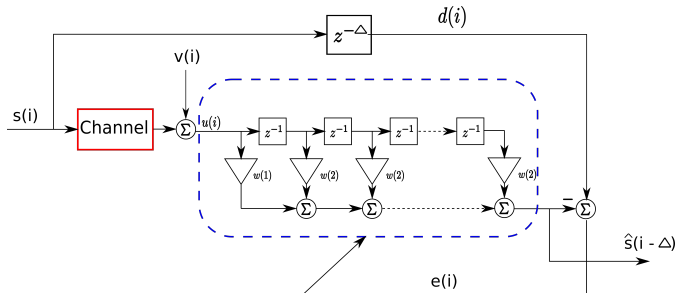 d(i)
z^{-Δ}
v(i)
s(i)
Channel
Σ
u(i)
z^{-1}
z^{-1}
z^{-1}
z^{-1}
w(1)
w(2)
w(2)
w(2)
Σ
Σ
Σ
−
Σ
ŝ(i - Δ)
e(i)